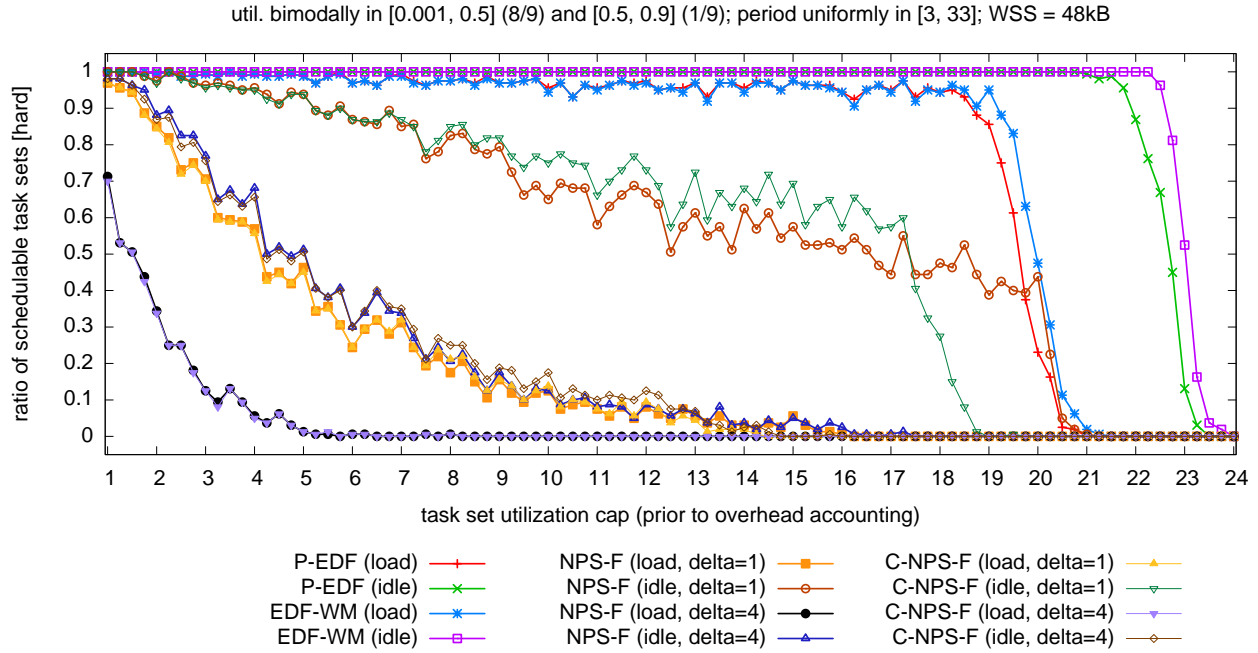 util. bimodally in [0.001, 0.5] (8/9) and [0.5, 0.9] (1/9); period uniformly in [3, 33]; WSS = 48kB
ratio of schedulable task sets [hard]
1
0.9
0.8
0.7
0.6
0.5
0.4
0.3
0.2
0.1
0
1 2 3 4 5 6 7 8 9 10 11 12 13 14 15 16 17 18 19 20 21 22 23 24
task set utilization cap (prior to overhead accounting)
P-EDF (load) NPS-F (load, delta=1) C-NPS-F (load, delta=1)
P-EDF (idle) NPS-F (idle, delta=1) C-NPS-F (idle, delta=1)
EDF-WM (load) NPS-F (load, delta=4) C-NPS-F (load, delta=4)
EDF-WM (idle) NPS-F (idle, delta=4) C-NPS-F (idle, delta=4)